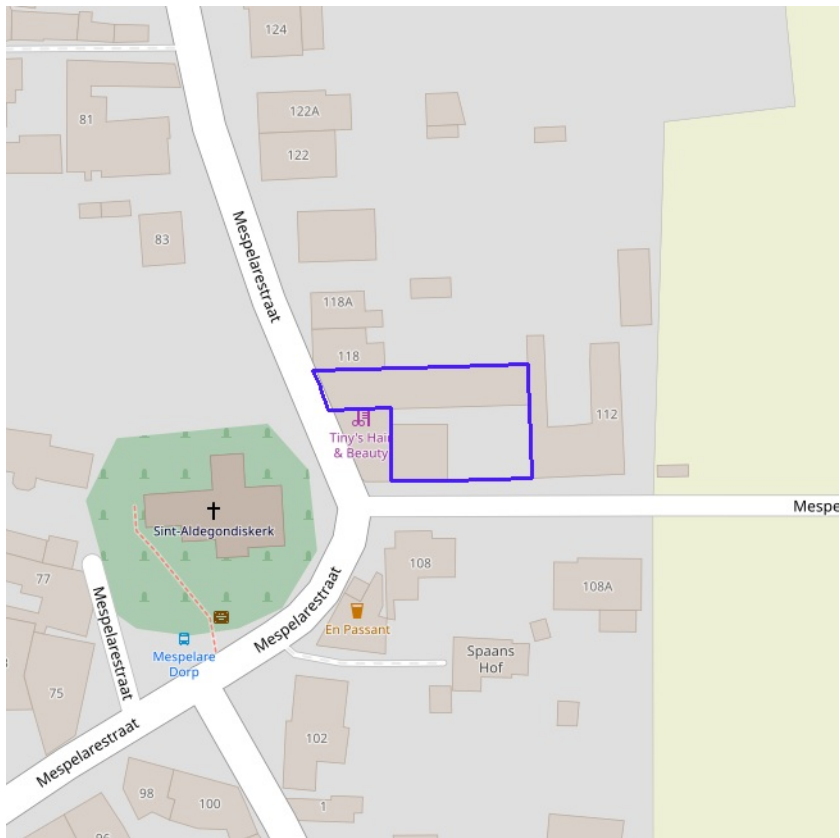 124
122A
81
122
Mespelarestraat
83
118A
118
112
Tiny's Hair
& Beauty
Mespe
Sint-Aldegondiskerk
108
77
108A
Mespelarestraat
Mespelarestraat
En Passant
Mespelare
Dorp
Spaans
Hof
75
102
Mespelarestraat
98
100
1